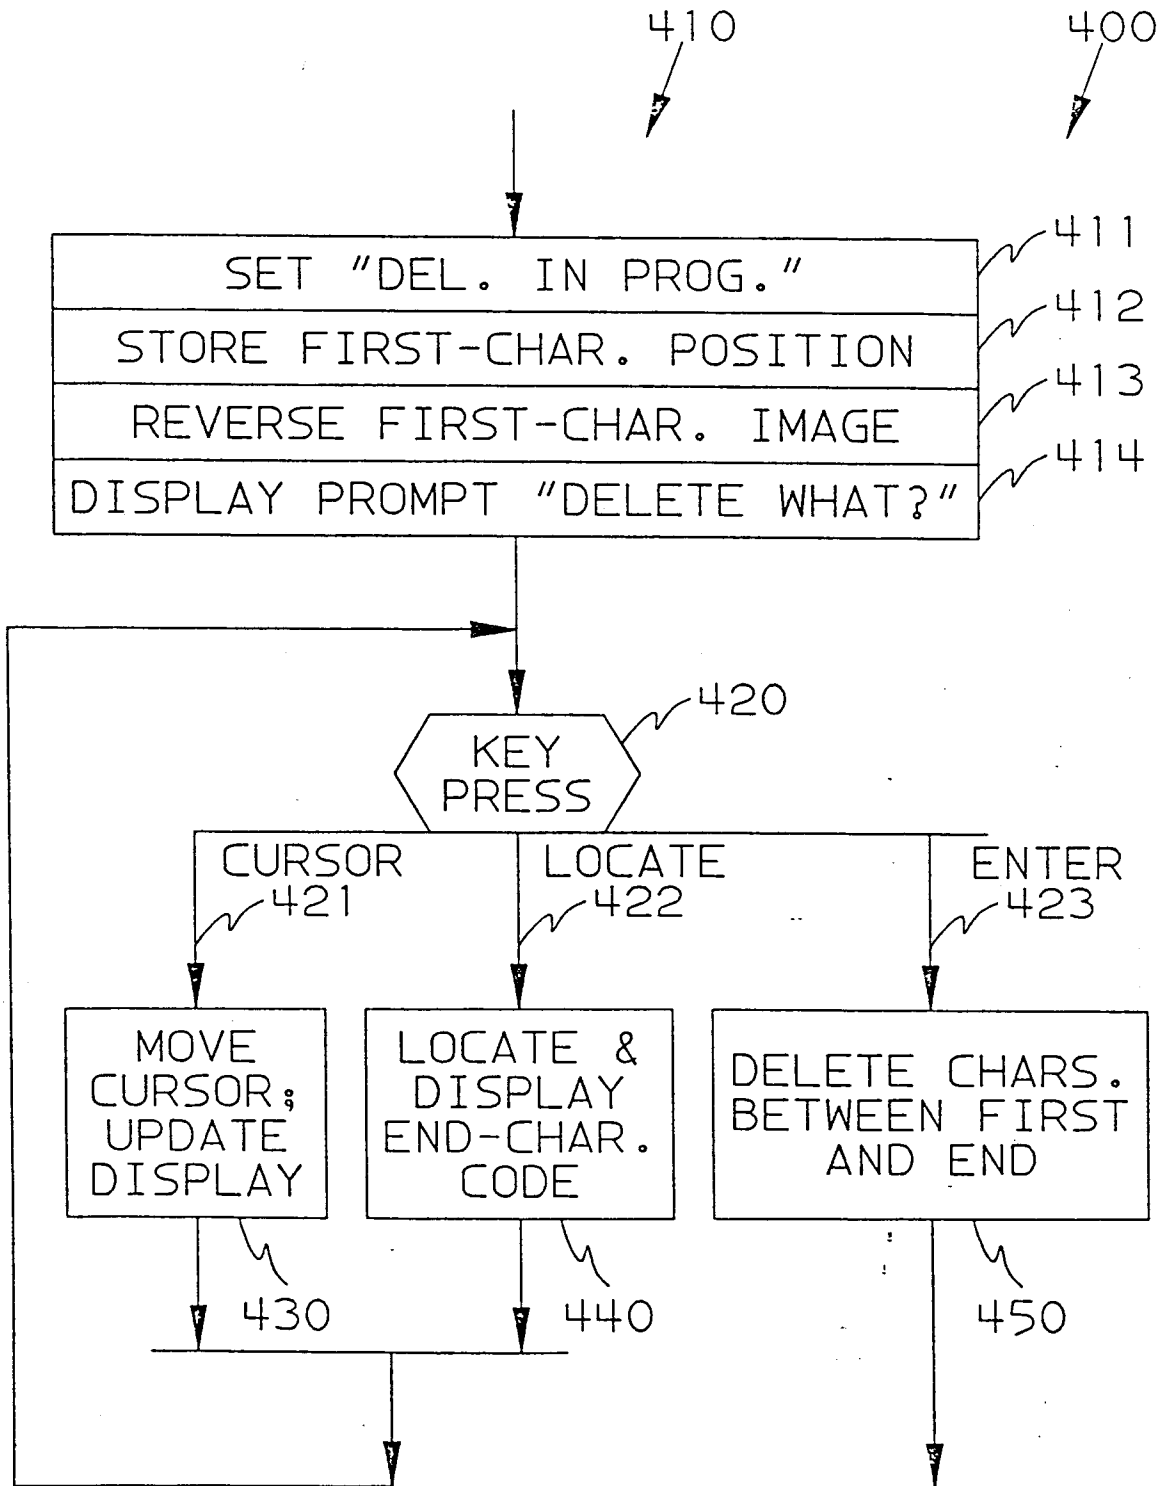 410
400
SET "DEL. IN PROG."
411
STORE FIRST-CHAR. POSITION
412
REVERSE FIRST-CHAR. IMAGE
413
DISPLAY PROMPT "DELETE WHAT?"
414
KEY
PRESS
420
CURSOR
421
LOCATE
422
ENTER
423
MOVE
CURSOR;
UPDATE
DISPLAY
430
LOCATE &
DISPLAY
END-CHAR.
CODE
440
DELETE CHARS.
BETWEEN FIRST
AND END
450